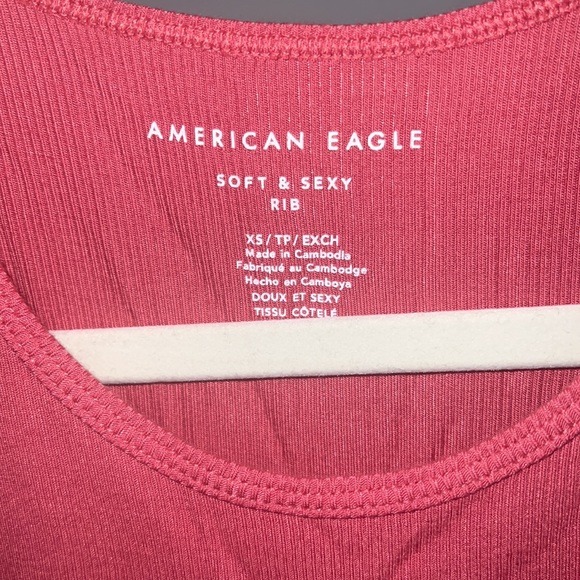 AMERICAN EAGLE
SOFT & SEXY
RIB
XS/TP/EXCH
Made in Cambodia
Fabriqué au Cambodge
Hecho en Camboya
DOUX ET SEXY
TISSU CÔTELÉ